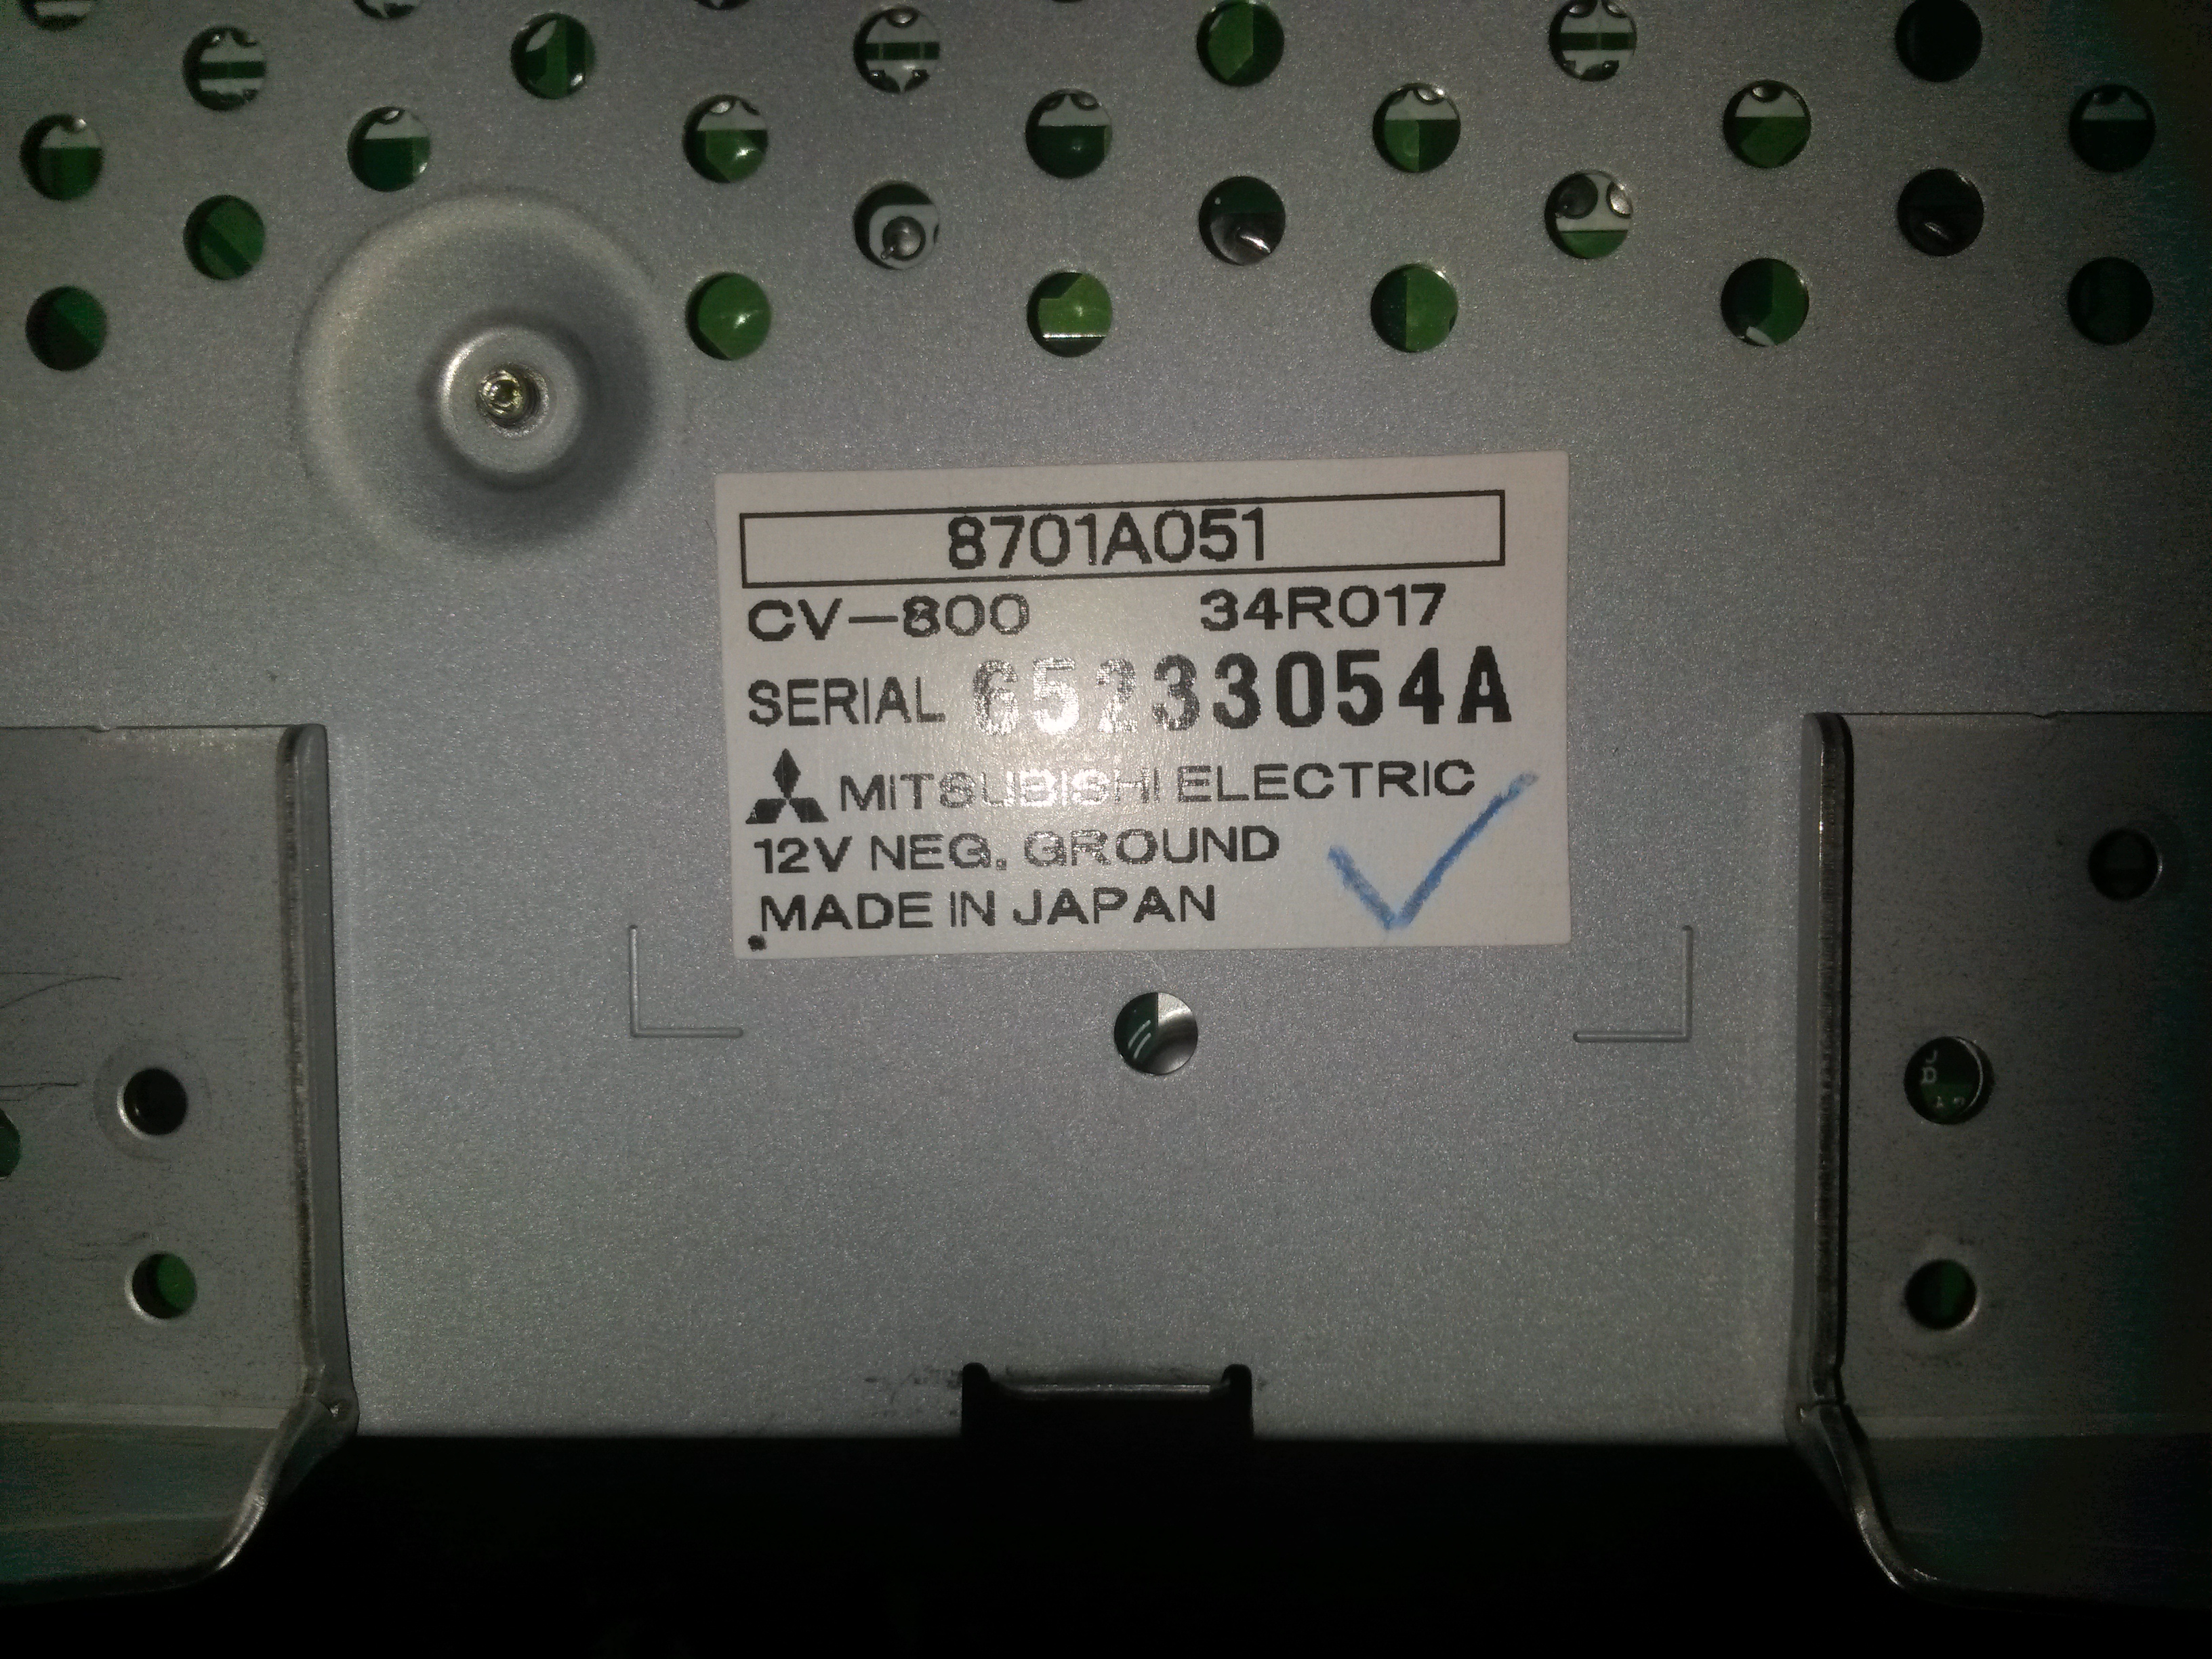 8701A051
CV-800 34R017
SERIAL 65233054A
MITSUBISHI ELECTRIC
12V NEG. GROUND
MADE IN JAPAN